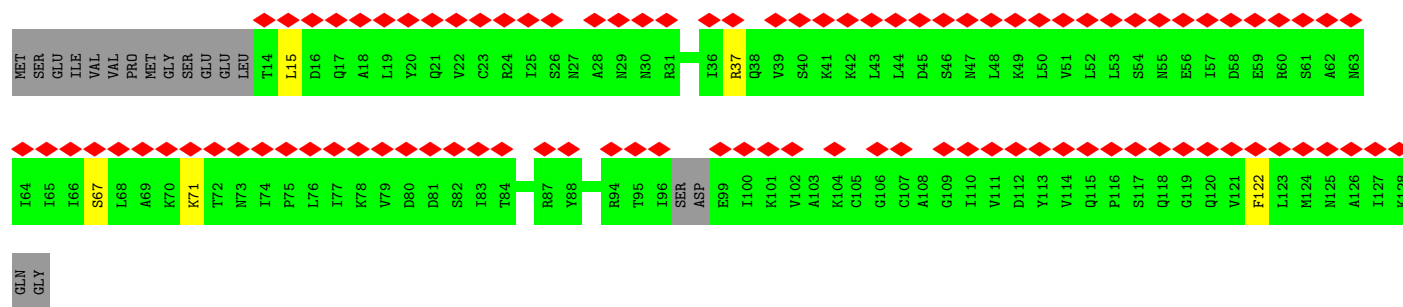 MET SER GLU ILE VAL VAL PRO MET GLY SER GLU GLU LEU T14 L15 D16 Q17 A18 L19 Y20 Q21 V22 C23 R24 I25 S26 N27 A28 N29 N30 R31 I36 R37 Q38 V39 S40 K41 K42 L43 L44 D45 S46 N47 L48 K49 L50 V51 L52 L53 S54 N55 E56 I57 D58 E59 R60 S61 A62 N63
I64 I65 I66 S67 L68 A69 K70 K71 T72 N73 I74 P75 L76 I77 K78 V79 D80 D81 S82 I83 T84 R87 Y88 R94 T95 I96 SER ASP E99 I100 K101 V102 A103 K104 C105 G106 C107 A108 G109 I110 V111 D112 Y113 V114 Q115 P116 S117 Q118 G119 Q120 V121 F122 L123 M124 N125 A126 I127 K128
GLN GLY